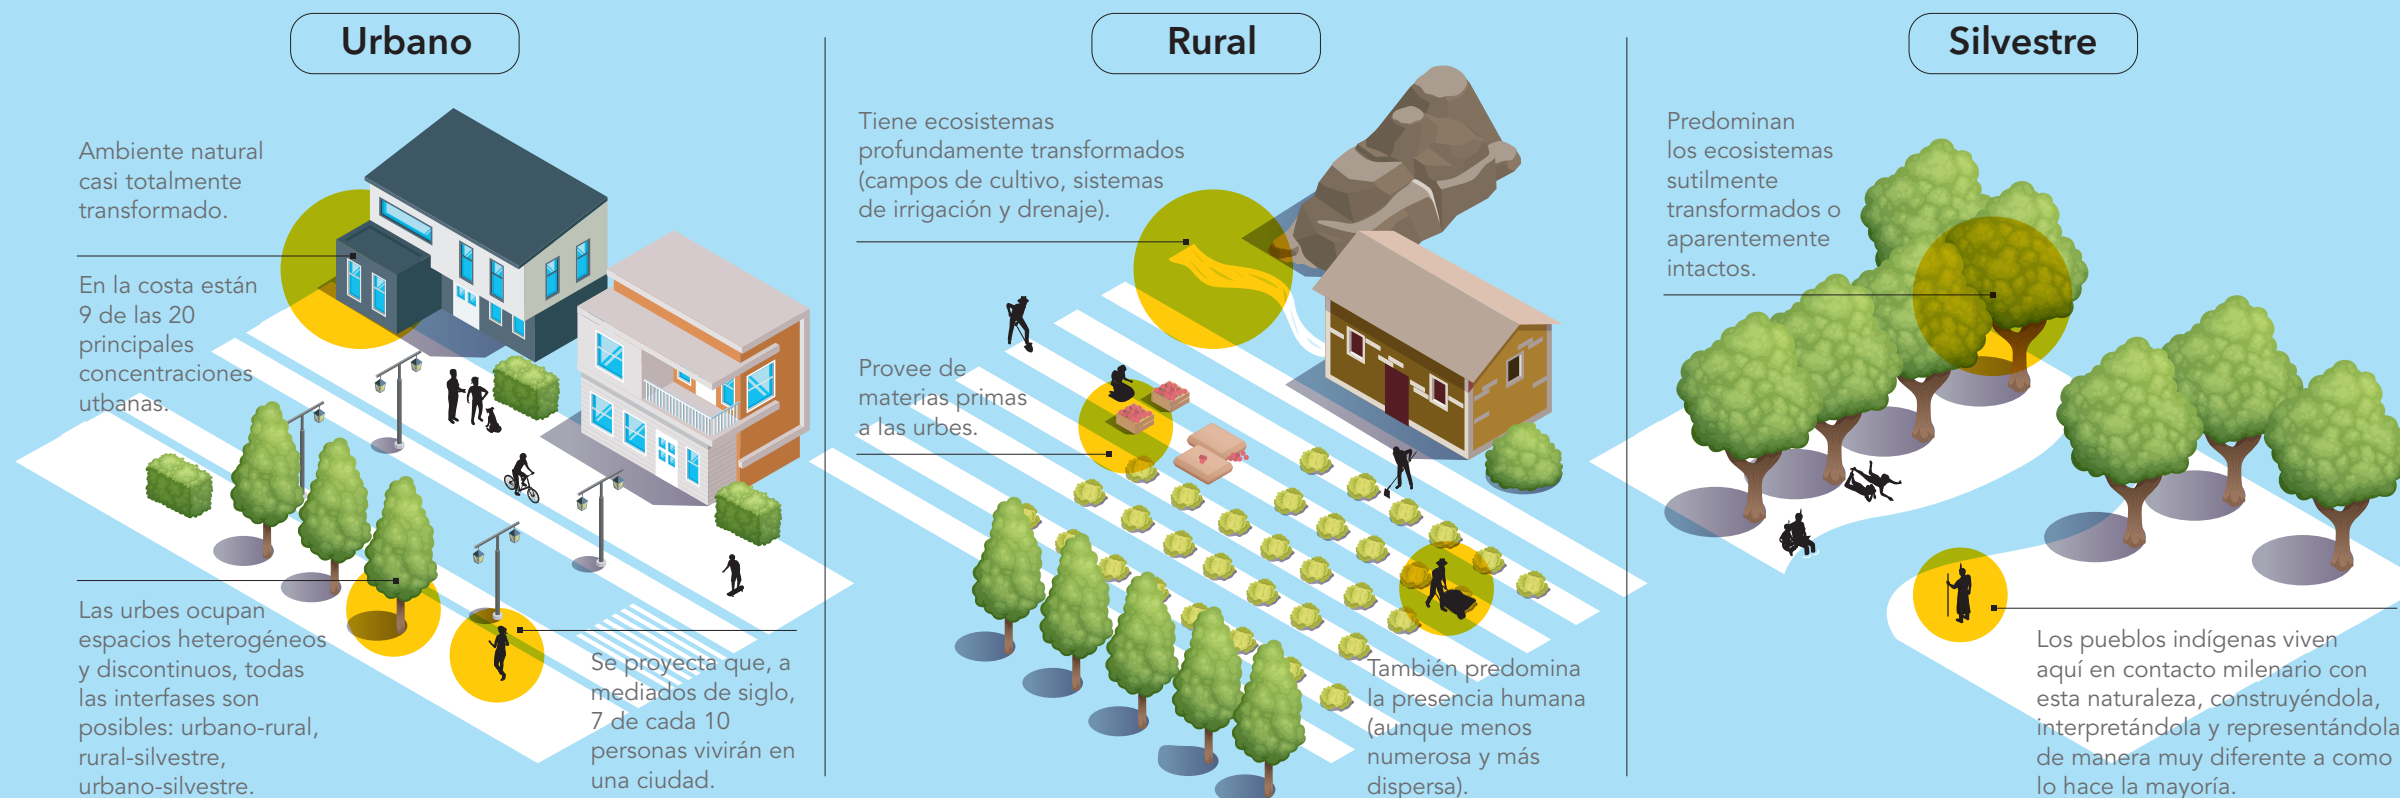 Urbano
Ambiente natural
casi totalmente
transformado.
En la costa están
9 de las 20
principales
concentraciones
utbanas.
Las urbes ocupan
espacios heterogéneos
y discontinuos, todas
las interfases son
posibles: urbano-rural,
rural-silvestre,
urbano-silvestre.
Se proyecta que, a
mediados de siglo,
7 de cada 10
personas vivirán en
una ciudad.
Rural
Tiene ecosistemas
profundamente transformados
(campos de cultivo, sistemas
de irrigación y drenaje).
Provee de
materias primas
a las urbes.
También predomina
la presencia humana
(aunque menos
numerosa y más
dispersa).
Silvestre
Predominan
los ecosistemas
sutilmente
transformados o
aparentemente
intactos.
Los pueblos indígenas viven
aquí en contacto milenario con
esta naturaleza, construyéndola,
interpretándola y representándola
de manera muy diferente a como
lo hace la mayoría.